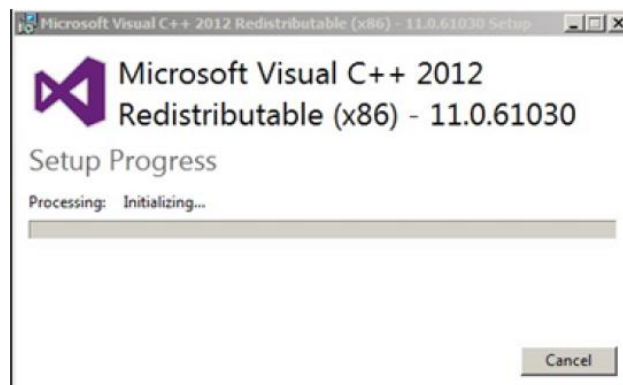 Microsoft Visual C++ 2012 Redistributable (x86) - 11.0.61030 Setup
Microsoft Visual C++ 2012
Redistributable (x86) - 11.0.61030
Setup Progress
Processing: Initializing...
Cancel